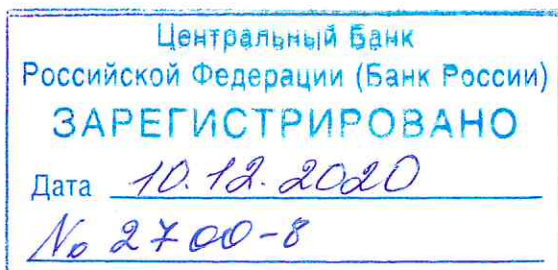 Центральный Банк
Российской Федерации (Банк России)
ЗАРЕГИСТРИРОВАНО
Дата 10.12.2020
№ 2700-8